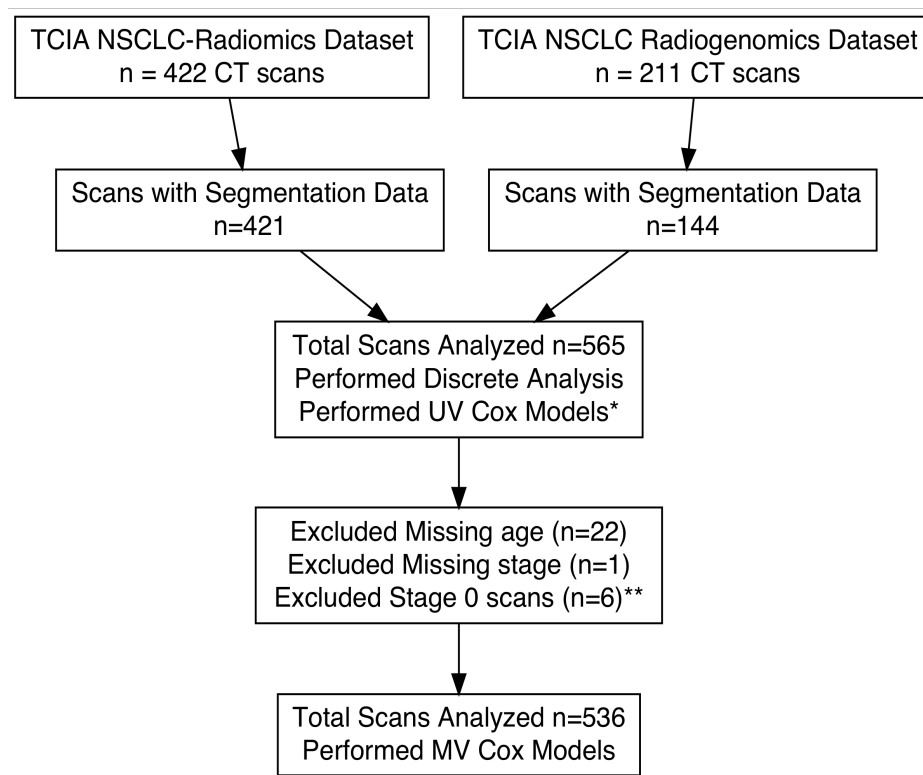 TCIA NSCLC-Radiomics Dataset
n = 422 CT scans
TCIA NSCLC Radiogenomics Dataset
n = 211 CT scans
Scans with Segmentation Data
n=421
Scans with Segmentation Data
n=144
Total Scans Analyzed n=565
Performed Discrete Analysis
Performed UV Cox Models*
Excluded Missing age (n=22)
Excluded Missing stage (n=1)
Excluded Stage 0 scans (n=6)**
Total Scans Analyzed n=536
Performed MV Cox Models